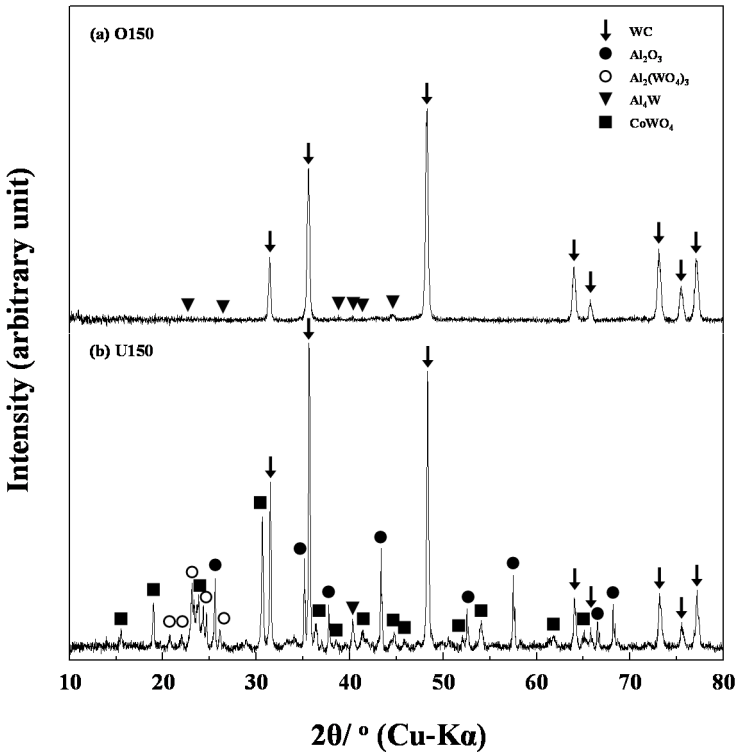 (a) O150
WC
Al₂O₃
Al₂(WO₄)₃
Al₄W
CoWO₄
Intensity (arbitrary unit)
(b) U150
10 20 30 40 50 60 70 80
2θ/ ° (Cu-Kα)